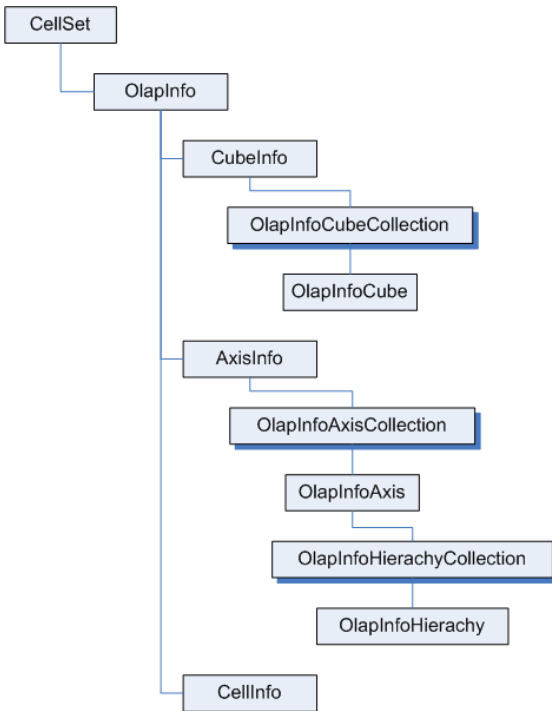 CellSet
OlapInfo
CubeInfo
OlapInfoCubeCollection
OlapInfoCube
AxisInfo
OlapInfoAxisCollection
OlapInfoAxis
OlapInfoHierachyCollection
OlapInfoHierachy
CellInfo